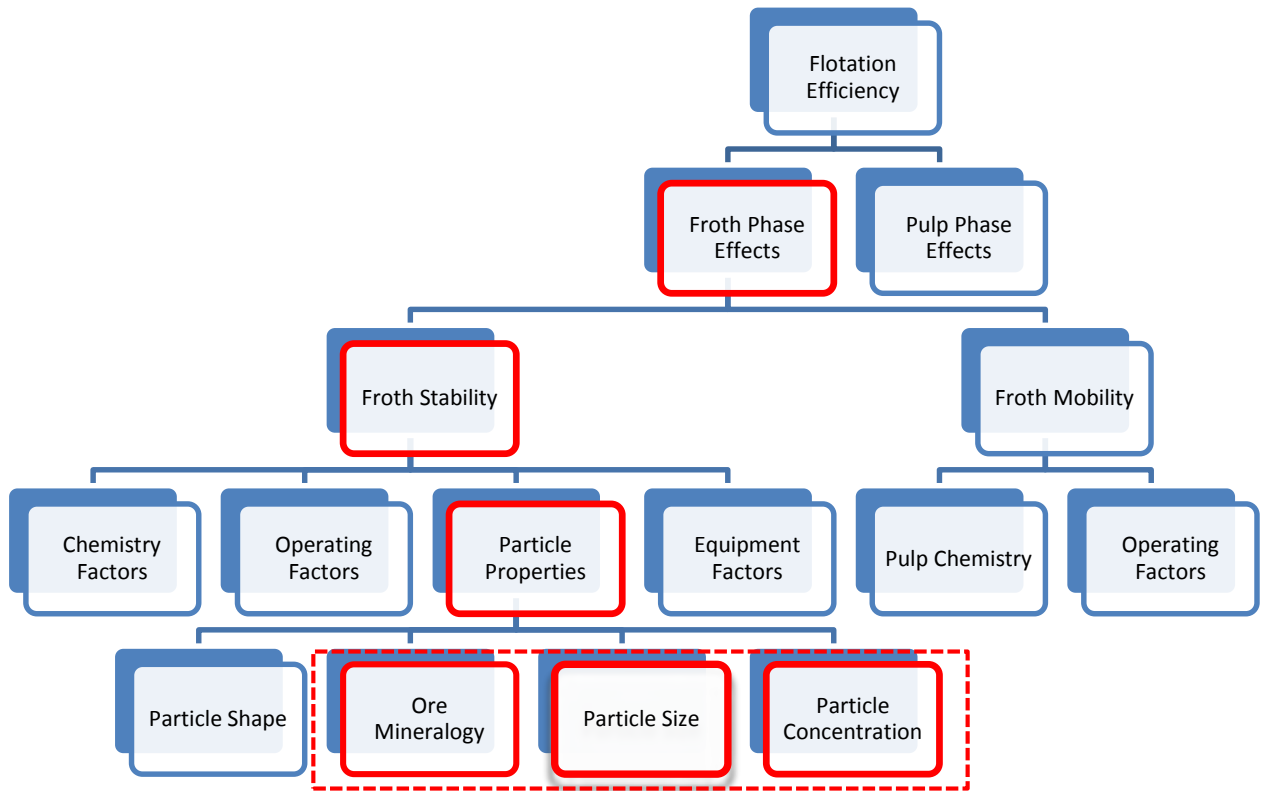 Flotation
Efficiency
Froth Phase
Effects
Pulp Phase
Effects
Froth Stability
Froth Mobility
Chemistry
Factors
Operating
Factors
Particle
Properties
Equipment
Factors
Pulp Chemistry
Operating
Factors
Particle Shape
Ore
Mineralogy
Particle Size
Particle
Concentration